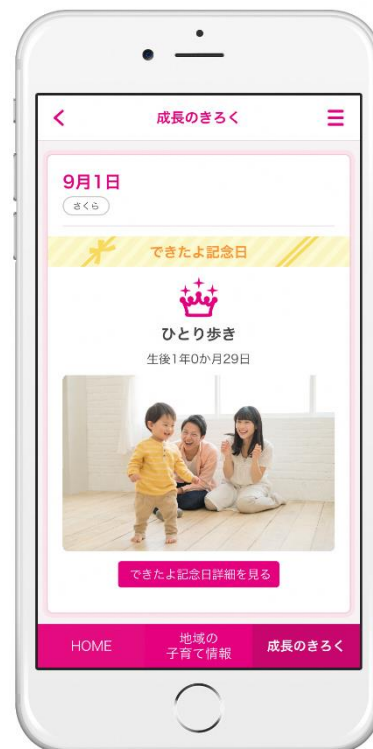 成長のきろく
9月1日
さくら
できたよ記念日
ひとり歩き
生後1年0か月29日
できたよ記念日詳細を見る
HOME
地域の
子育て情報
成長のきろく